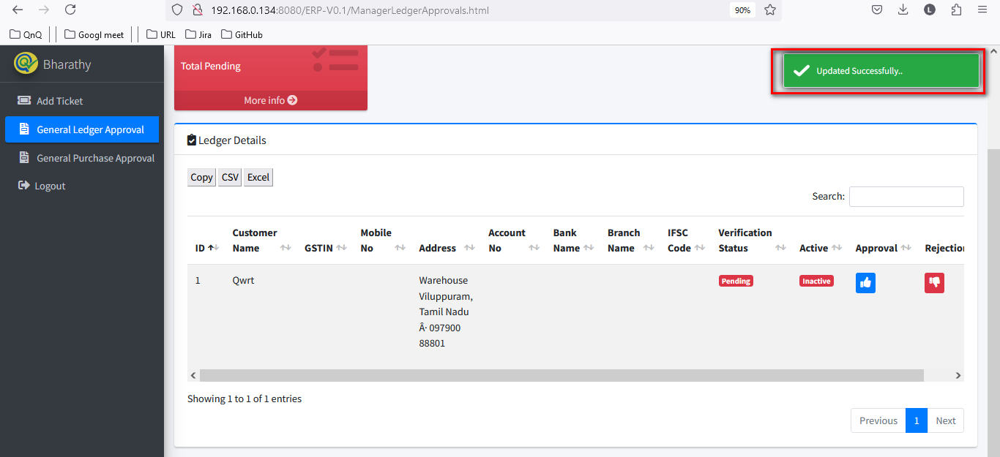 192.168.0.134:8080/ERP-V0.1/ManagerLedgerApprovals.html
90%
L
QnQ
Googl meet
URL
Jira
GitHub
Bharathy
Add Ticket
General Ledger Approval
General Purchase Approval
Logout
Total Pending
More info
Updated Successfully..
Ledger Details
Copy CSV Excel
Search:
ID Customer Name GSTIN Mobile No Address Account No Bank Name Branch Name IFSC Code Verification Status Active Approval Rejection
1 Qwrt
Warehouse
Viluppuram,
Tamil Nadu
Â· 097900
88801
Pending Inactive
Showing 1 to 1 of 1 entries
Previous 1 Next